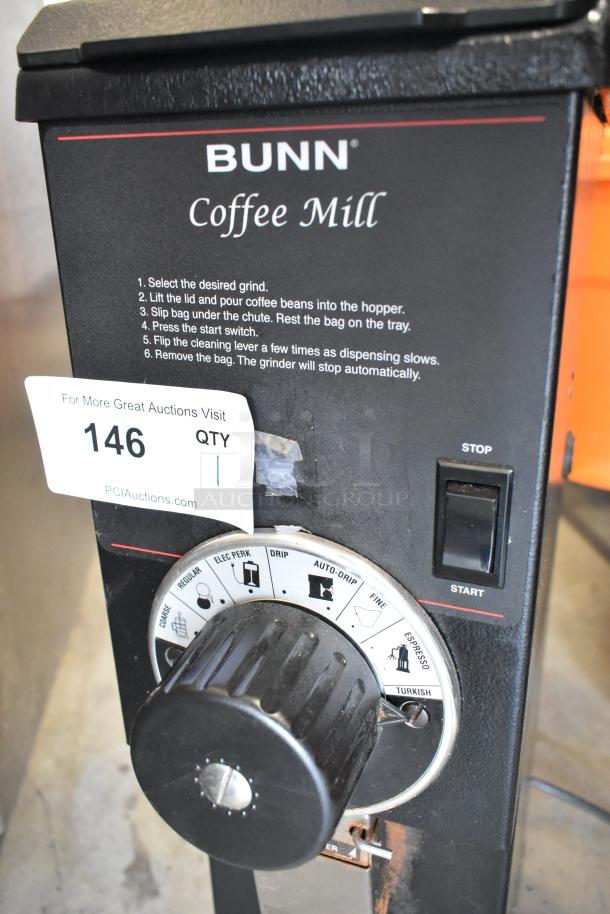 BUNN®
Coffee Mill
1. Select the desired grind.
2. Lift the lid and pour coffee beans into the hopper.
3. Slip bag under the chute. Rest the bag on the tray.
4. Press the start switch.
5. Flip the cleaning lever a few times as dispensing slows.
6. Remove the bag. The grinder will stop automatically.
For More Great Auctions Visit
146 QTY
1
PCIAuctions.com
AUCTION GROUP
STOP
START
COARSE
REGULAR
ELEC PERK
DRIP
AUTO-DRIP
FINE
ESPRESSO
TURKISH